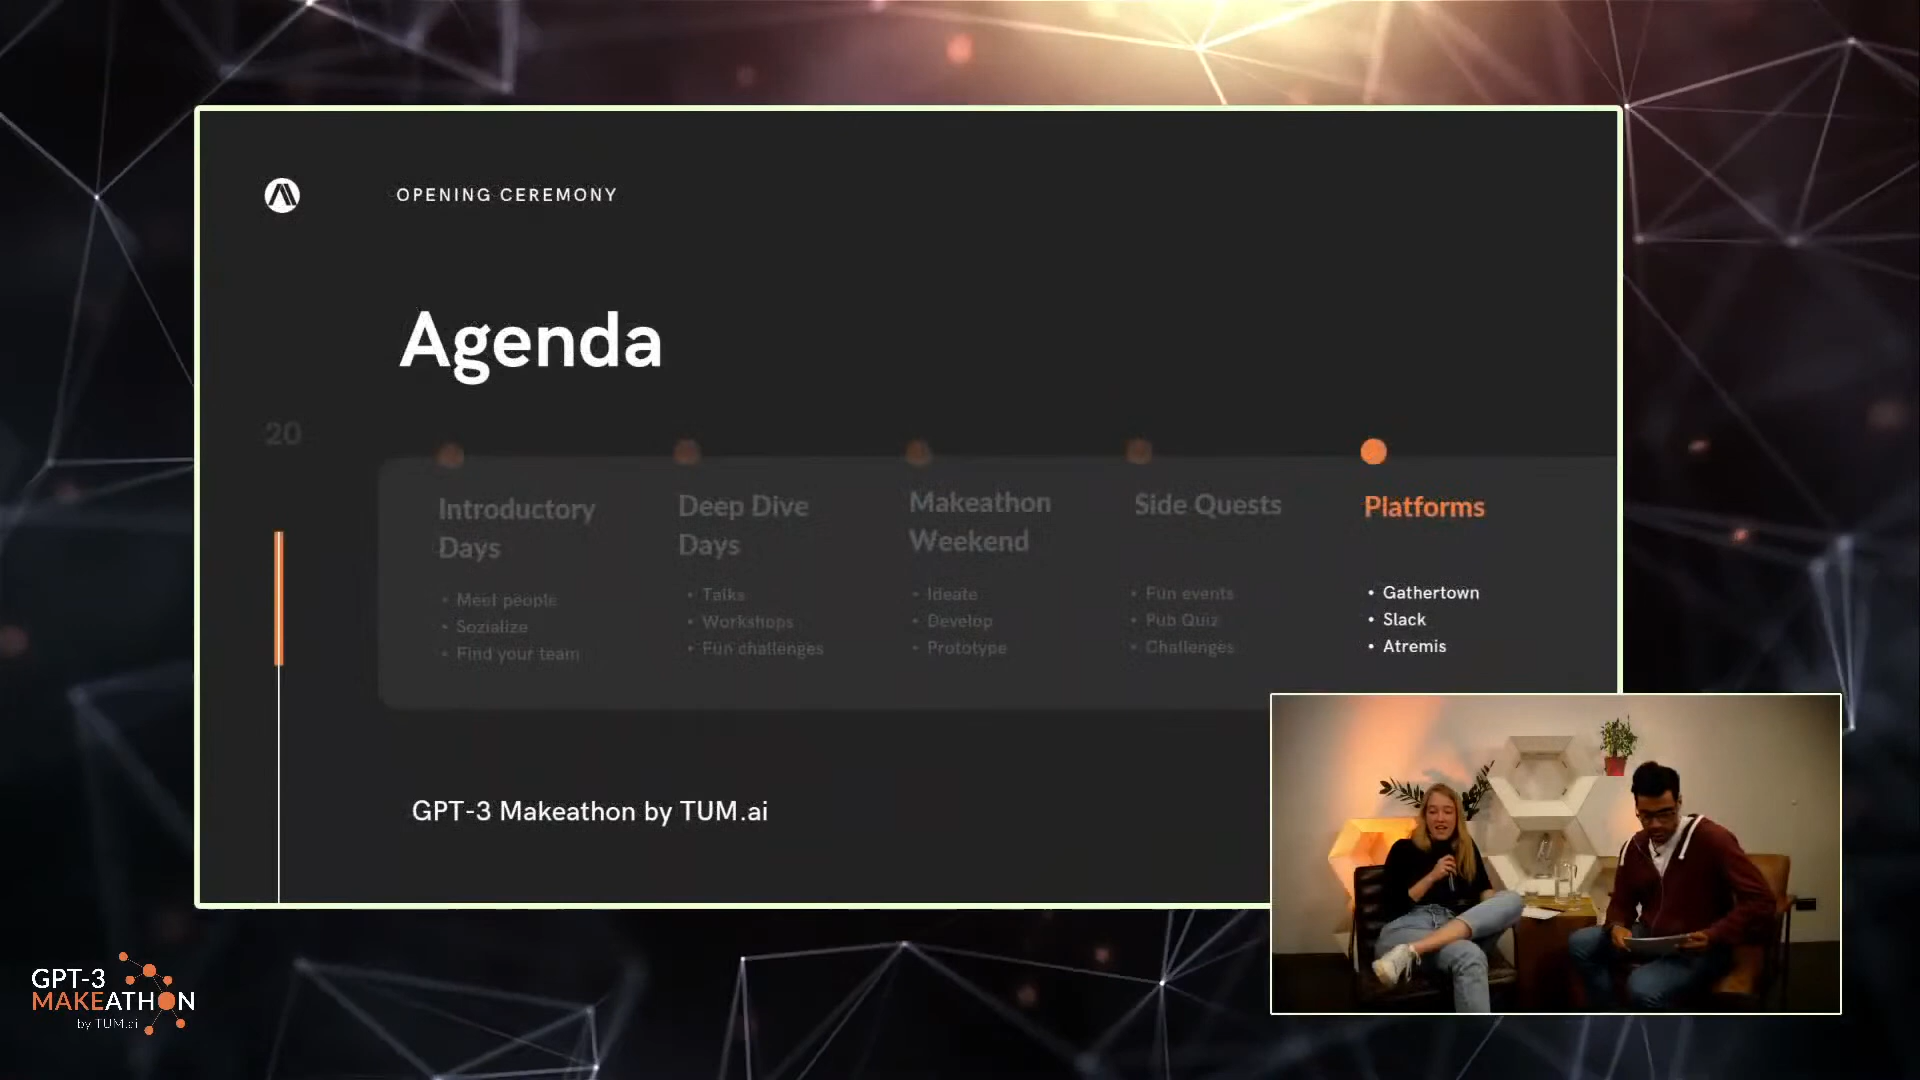 OPENING CEREMONY
Agenda
20
Introductory
Days
• Meet people
• Sozialize
• Find your team
Deep Dive
Days
• Talks
• Workshops
• Fun challenges
Makeathon
Weekend
• Ideate
• Develop
• Prototype
Side Quests
• Fun events
• Pub Quiz
• Challenges
Platforms
• Gathertown
• Slack
• Atremis
GPT-3 Makeathon by TUM.ai
GPT-3
MAKEATHON
by TUM.ai